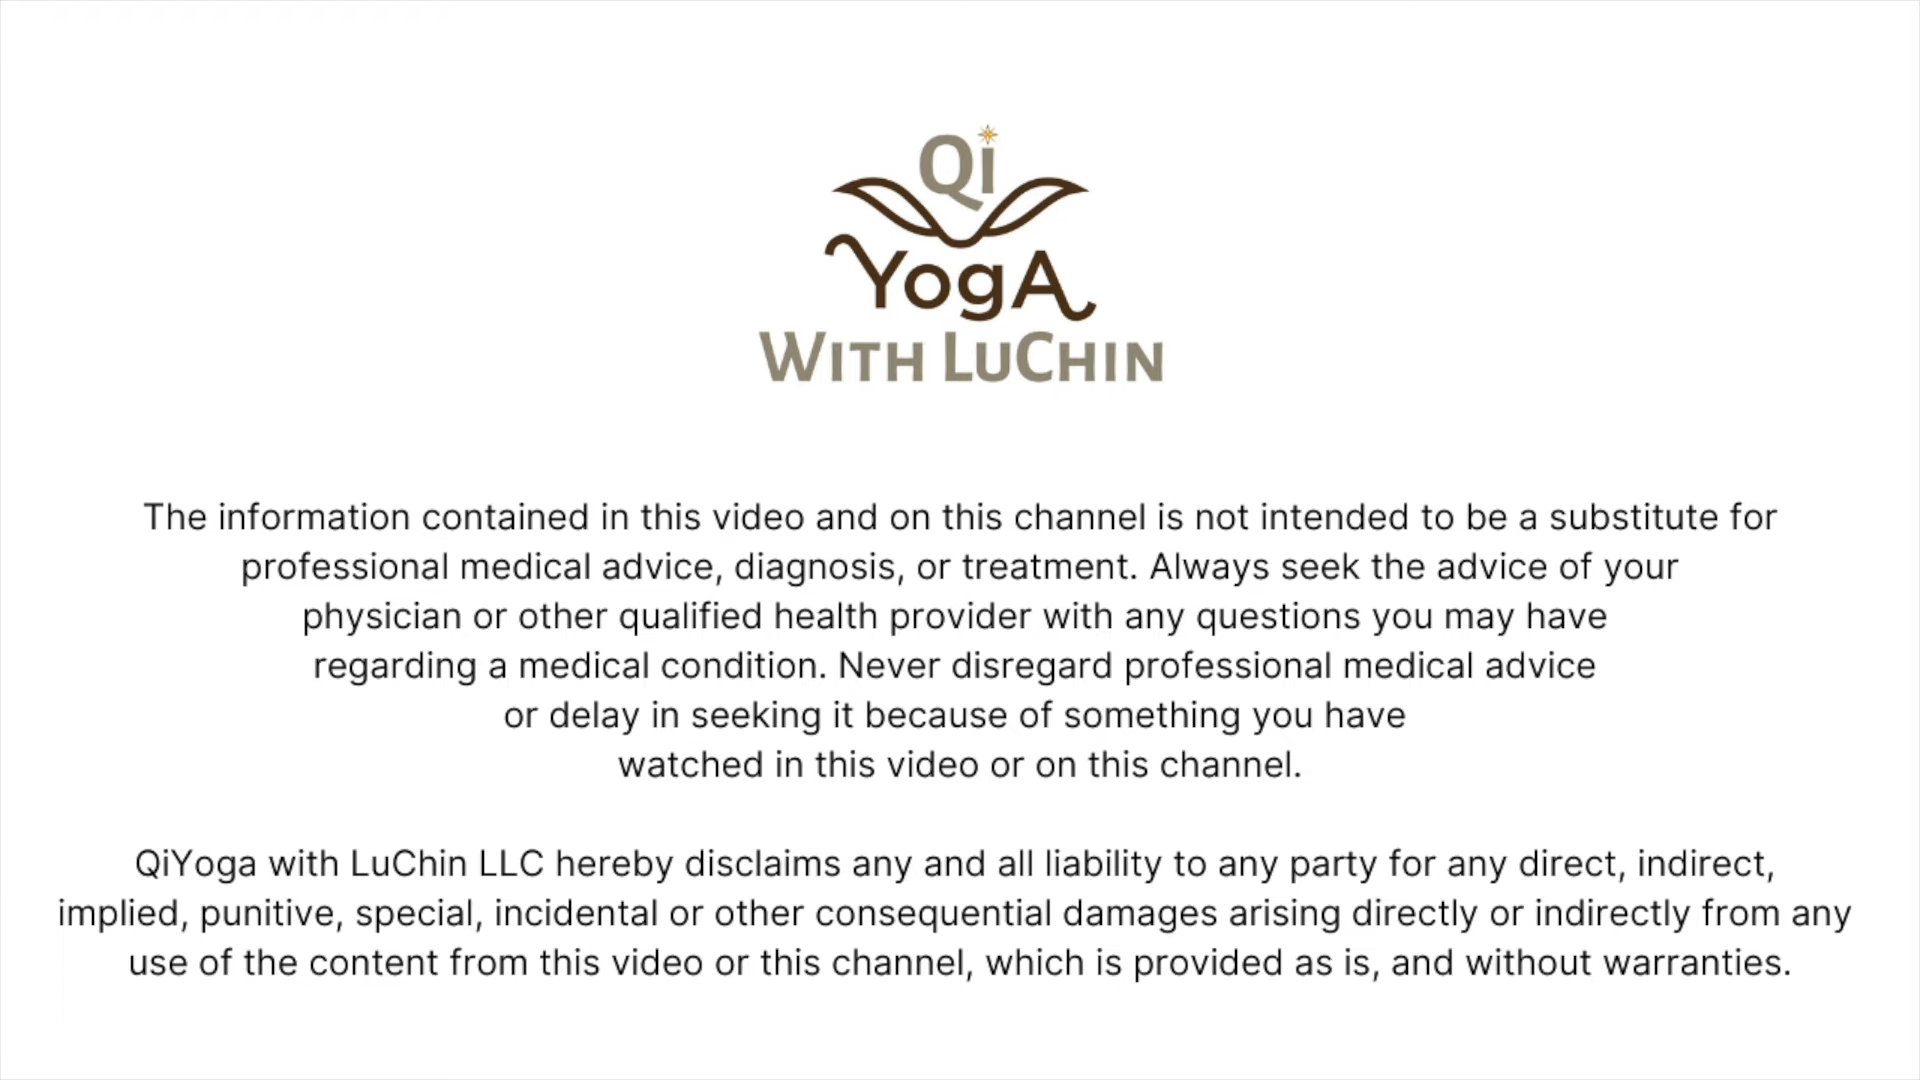 Qi
YogA
WITH LUCHIN
The information contained in this video and on this channel is not intended to be a substitute for
professional medical advice, diagnosis, or treatment. Always seek the advice of your
physician or other qualified health provider with any questions you may have
regarding a medical condition. Never disregard professional medical advice
or delay in seeking it because of something you have
watched in this video or on this channel.
QiYoga with LuChin LLC hereby disclaims any and all liability to any party for any direct, indirect,
implied, punitive, special, incidental or other consequential damages arising directly or indirectly from any
use of the content from this video or this channel, which is provided as is, and without warranties.